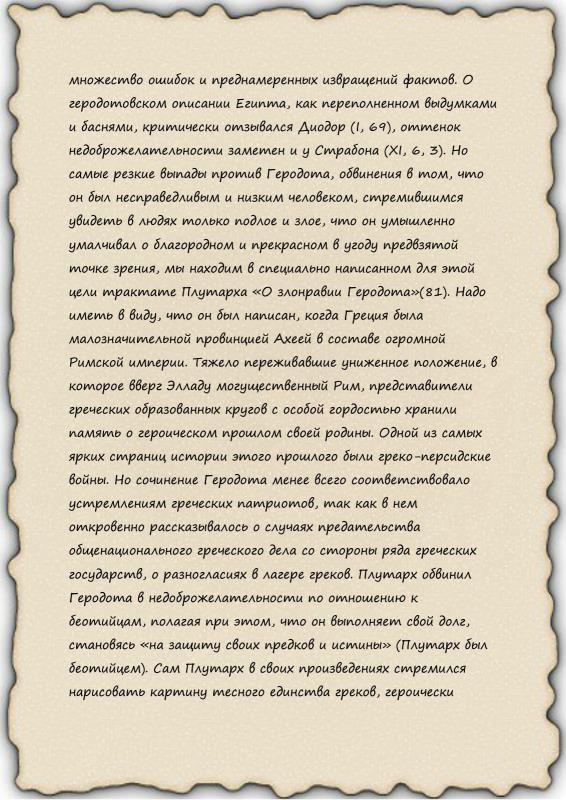 множество ошибок и преднамеренных извращений фактов. О
геродотовском описании Египта, как переполненном выдумками
и баснями, критически отзывался Диодор (I, 69), оттенок
недоброжелательности заметен и у Страбона (XI, 6, 3). Но
самые резкие выпады против Геродота, обвинения в том, что
он был несправедливым и низким человеком, стремившимся
увидеть в людях только подлое и злое, что он умышленно
умалчивал о благородном и прекрасном в угоду предвзятой
точке зрения, мы находим в специально написанном для этой
цели трактате Плутарха «О злонравии Геродота»(81). Надо
иметь в виду, что он был написан, когда Греция была
малозначительной провинцией Ахеей в составе огромной
Римской империи. Тяжело переживавшие униженное положение, в
которое вверг Элладу могущественный Рим, представители
греческих образованных кругов с особой гордостью хранили
память о героическом прошлом своей родины. Одной из самых
ярких страниц истории этого прошлого были греко-персидские
войны. Но сочинение Геродота менее всего соответствовало
устремлениям греческих патриотов, так как в нем
откровенно рассказывалось о случаях предательства
общенационального греческого дела со стороны ряда греческих
государств, о разногласиях в лагере греков. Плутарх обвинил
Геродота в недоброжелательности по отношению к
беотийцам, полагая при этом, что он выполняет свой долг,
становясь «на защиту своих предков и истины» (Плутарх был
беотийцем). Сам Плутарх в своих произведениях стремился
нарисовать картину тесного единства греков, героически